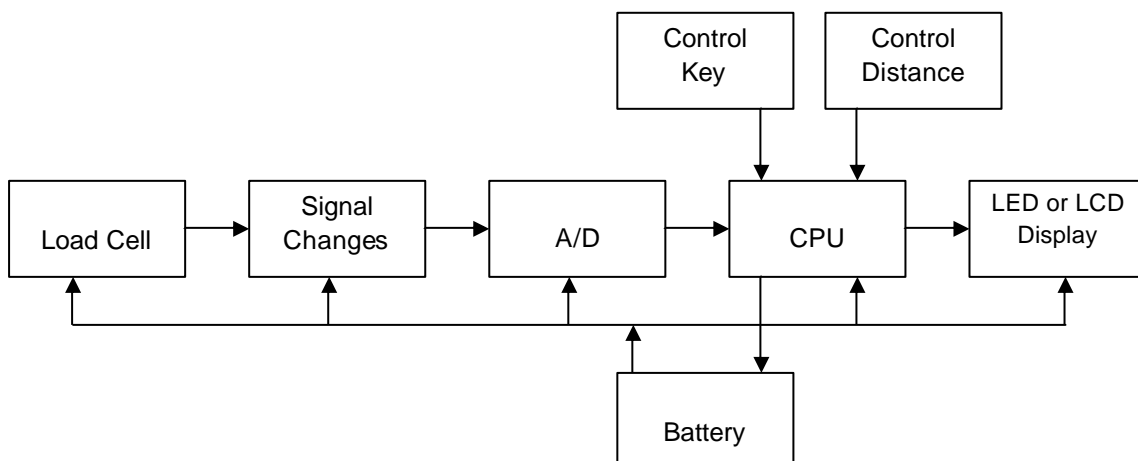 Control
Key
Control
Distance
Load Cell
Signal
Changes
A/D
CPU
LED or LCD
Display
Battery